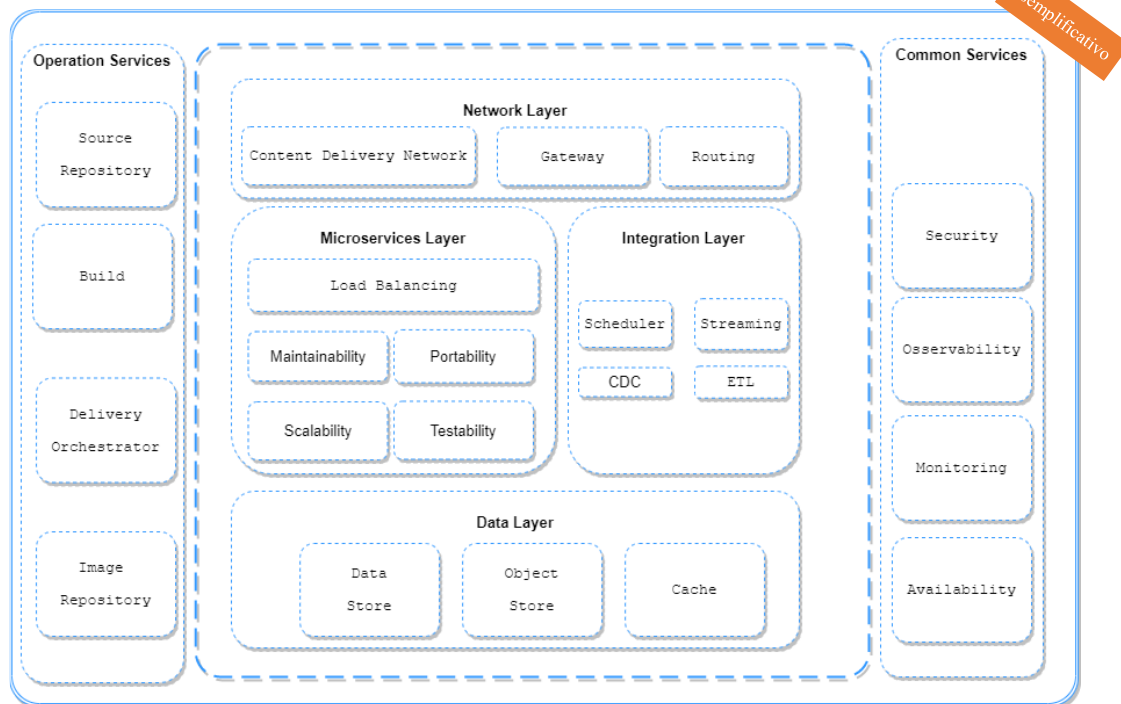 semplificativo
Operation Services
Source
Repository
Build
Delivery
Orchestrator
Image
Repository
Network Layer
Content Delivery Network
Gateway
Routing
Microservices Layer
Load Balancing
Maintainability
Portability
Scalability
Testability
Integration Layer
Scheduler
Streaming
CDC
ETL
Data Layer
Data
Store
Object
Store
Cache
Common Services
Security
Osservability
Monitoring
Availability